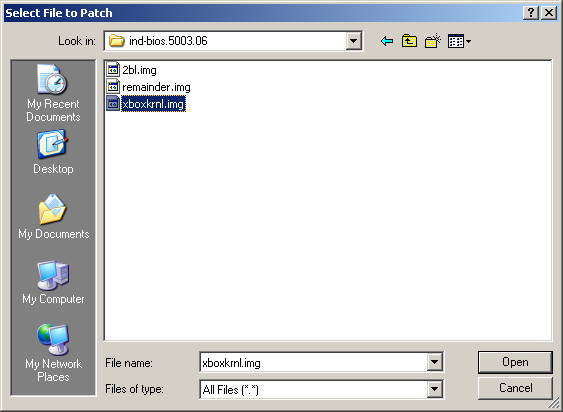 Select File to Patch
Look in:
ind-bios.5003.06
2bl.img
remainder.img
xboxkrnl.img
My Recent
Documents
Desktop
My Documents
My Computer
My Network
Places
File name:
xboxkrnl.img
Open
Files of type:
All Files (*.*)
Cancel